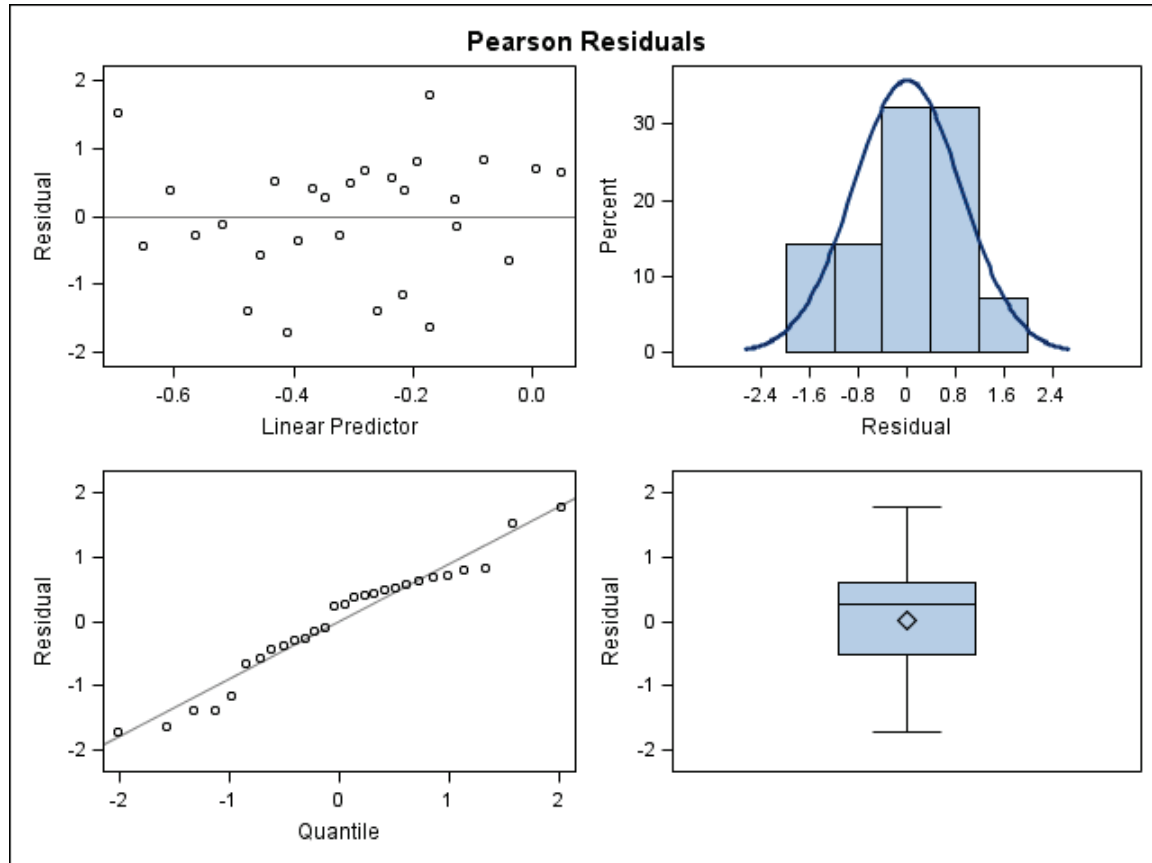 Pearson Residuals
2
1
0
-1
-2
Residual
-0.6 -0.4 -0.2 0.0
Linear Predictor
30
20
10
0
Percent
-2.4 -1.6 -0.8 0 0.8 1.6 2.4
Residual
2
1
0
-1
-2
Residual
-2 -1 0 1 2
Quantile
2
1
0
-1
-2
Residual